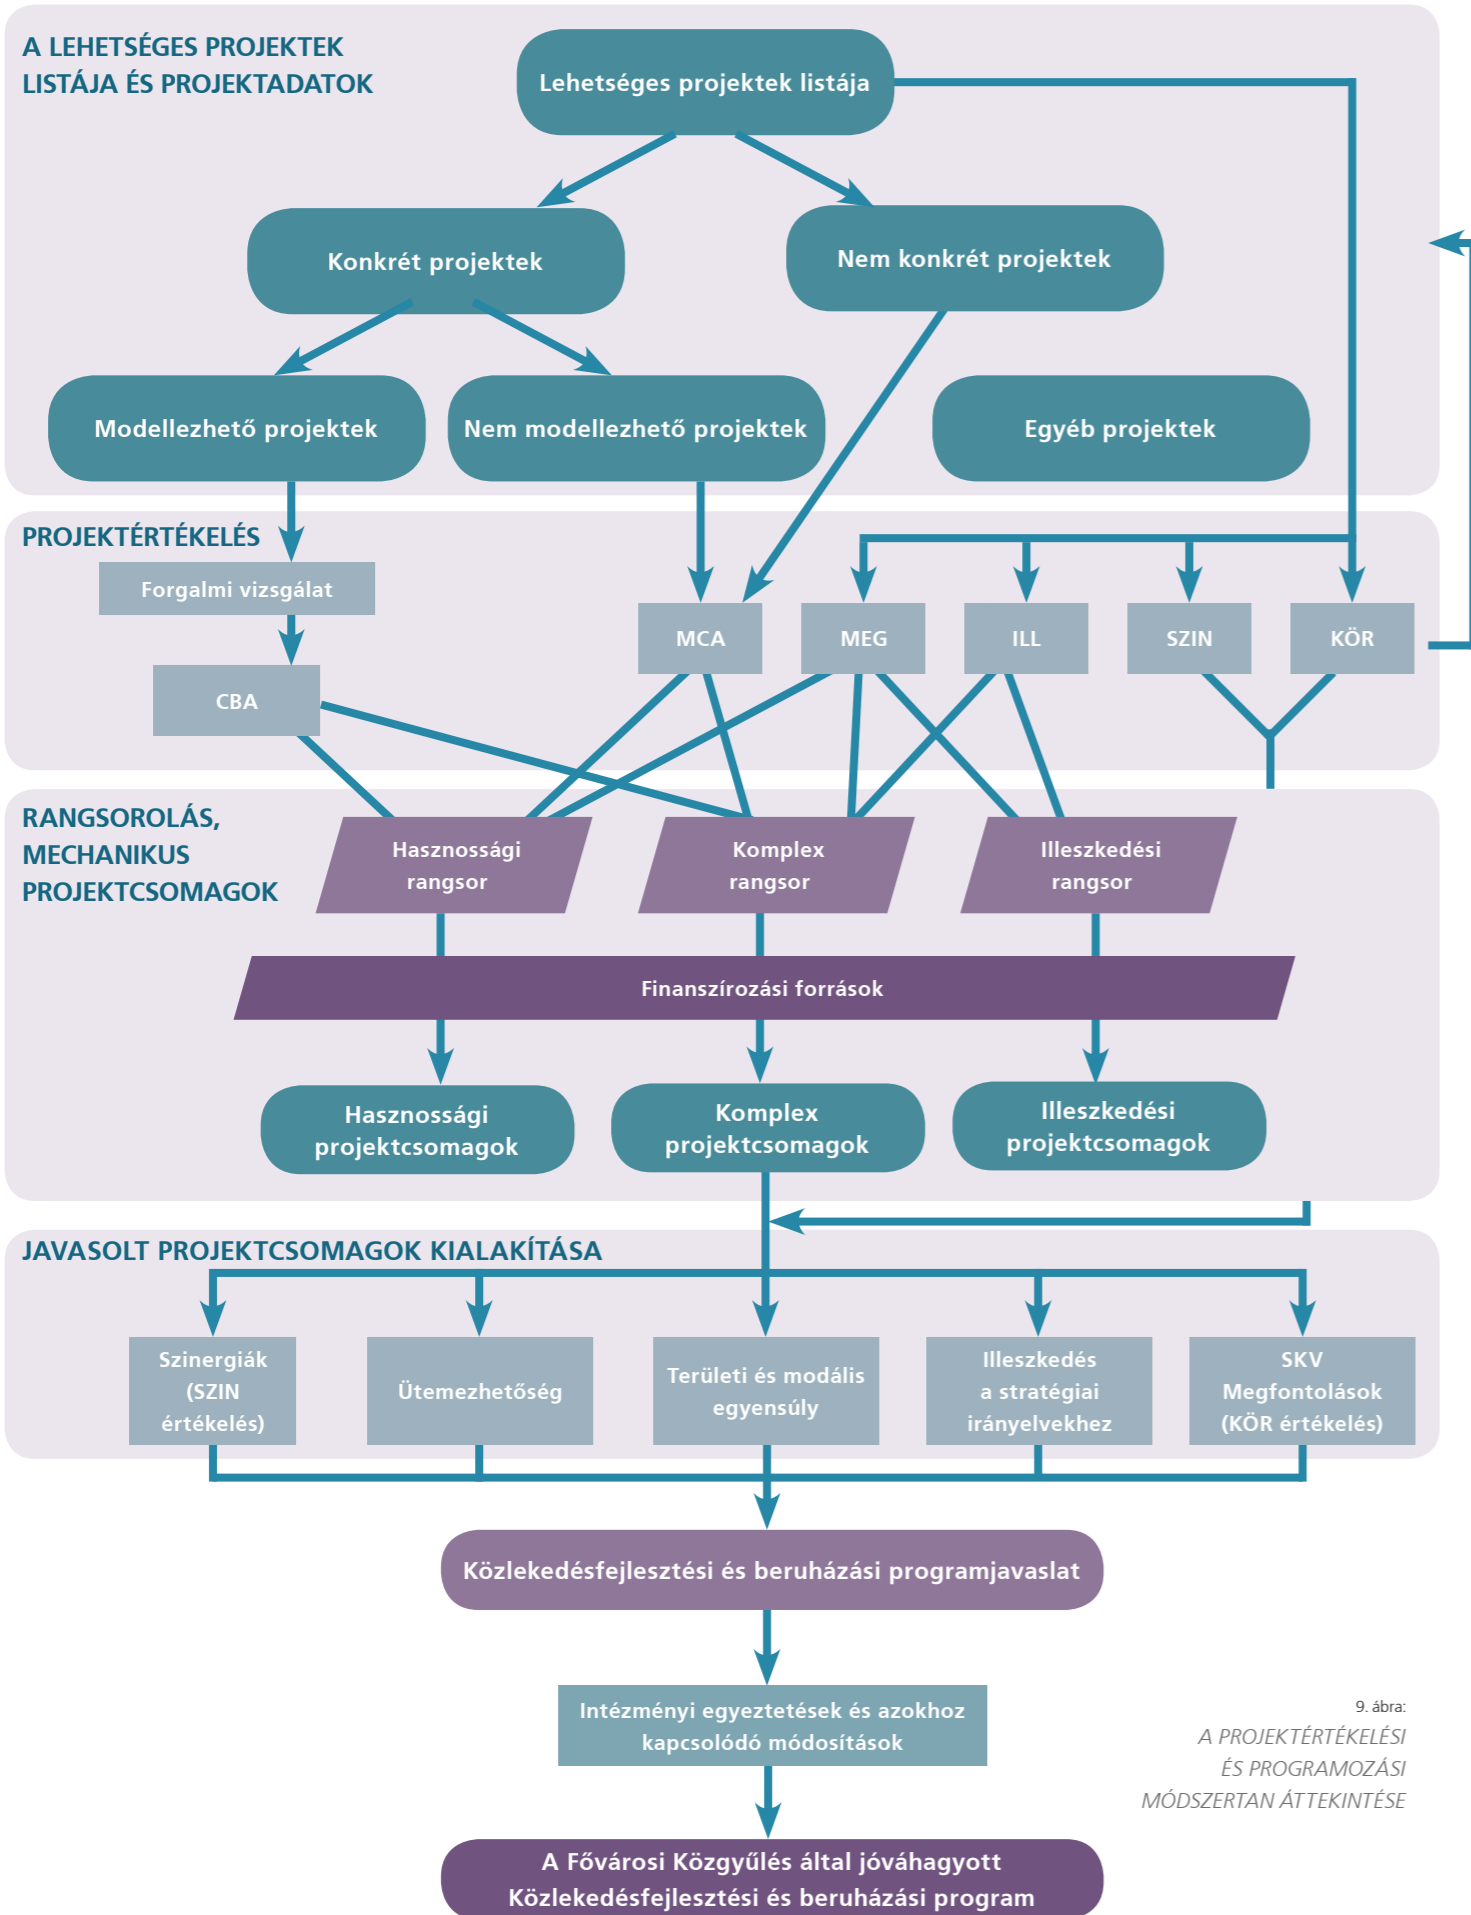 A LEHETSÉGES PROJEKTEK
LISTÁJA ÉS PROJEKTADATOK
Lehetséges projektek listája
Konkrét projektek
Nem konkrét projektek
Modellezhető projektek
Nem modellezhető projektek
Egyéb projektek
PROJEKTÉRTÉKELÉS
Forgalmi vizsgálat
MCA
MEG
ILL
SZIN
KÖR
CBA
RANGSOROLÁS,
MECHANIKUS
PROJEKTCSOMAGOK
Hasznossági
rangsor
Komplex
rangsor
Illeszkedési
rangsor
Finanszírozási források
Hasznossági
projektcsomagok
Komplex
projektcsomagok
Illeszkedési
projektcsomagok
JAVASOLT PROJEKTCSOMAGOK KIALAKÍTÁSA
Szinergiák
(SZIN
értékelés)
Ütemezhetőség
Területi és modális
egyensúly
Illeszkedés
a stratégiai
irányelvekhez
SKV
Megfontolások
(KÖR értékelés)
Közlekedésfejlesztési és beruházási programjavaslat
Intézményi egyeztetések és azokhoz
kapcsolódó módosítások
9. ábra:
A PROJEKTÉRTÉKELÉSI
ÉS PROGRAMOZÁSI
MÓDSZERTAN ÁTTEKINTÉSE
A Fővárosi Közgyűlés által jóváhagyott
Közlekedésfejlesztési és beruházási program